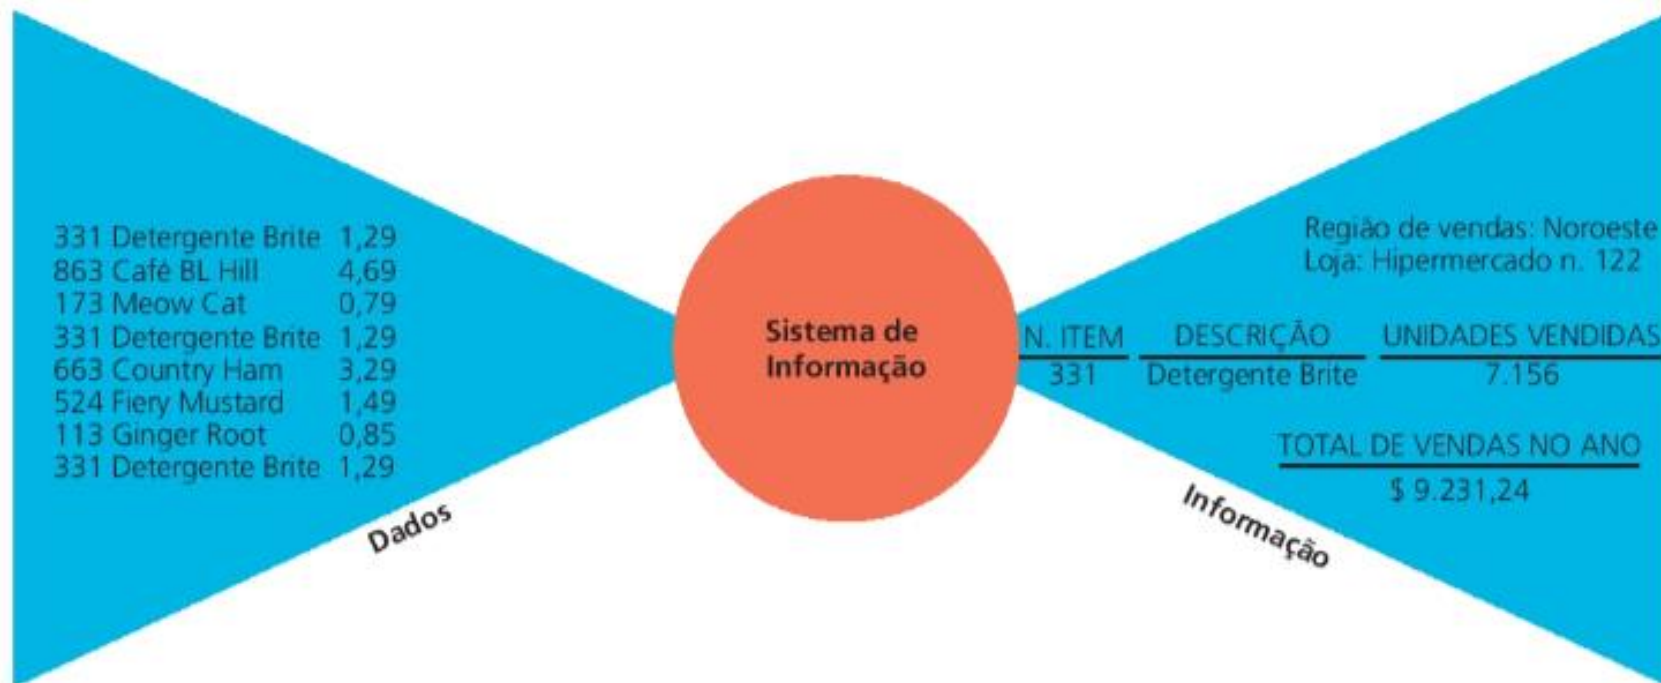 331 Detergente Brite 1,29
863 Café BL Hill 4,69
173 Meow Cat 0,79
331 Detergente Brite 1,29
663 Country Ham 3,29
524 Fiery Mustard 1,49
113 Ginger Root 0,85
331 Detergente Brite 1,29
Dados
Sistema de
Informação
Região de vendas: Noroeste
Loja: Hipermercado n. 122
N. ITEM DESCRIÇÃO UNIDADES VENDIDAS
331 Detergente Brite 7.156
TOTAL DE VENDAS NO ANO
$ 9.231,24
Informação